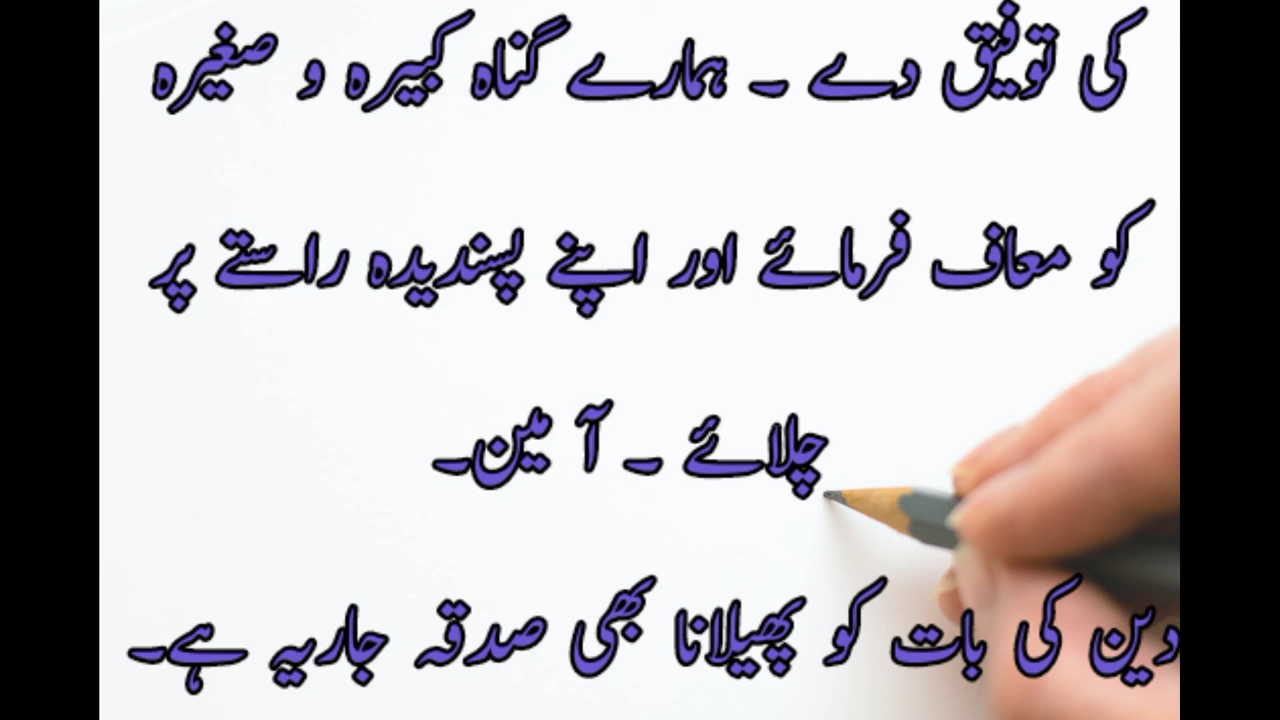 کی توفیق دے ۔ ہمارے گناہ کبیرہ و صغیرہ
کو معاف فرمائے اور اپنے پسندیدہ راستے پر
چلائے ۔ آ مین۔
دین کی بات کو پھیلانا بھی صدقہ جاریہ ہے۔